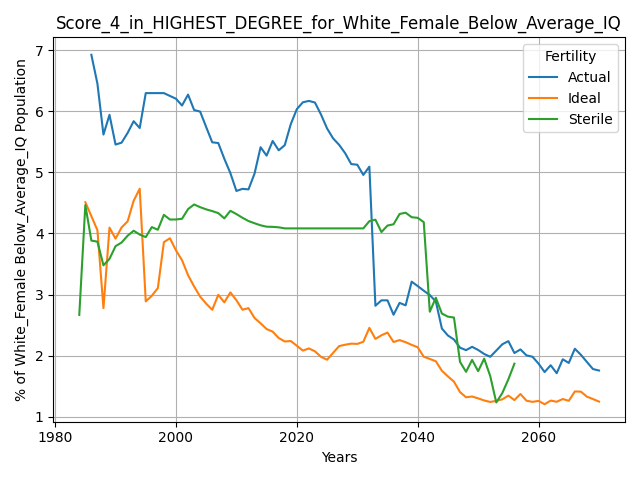 Score_4_in_HIGHEST_DEGREE_for_White_Female_Below_Average_IQ
% of White_Female Below_Average_IQ Population
7
6
5
4
3
2
1
Fertility
Actual
Ideal
Sterile
1980
2000
2020
2040
2060
Years